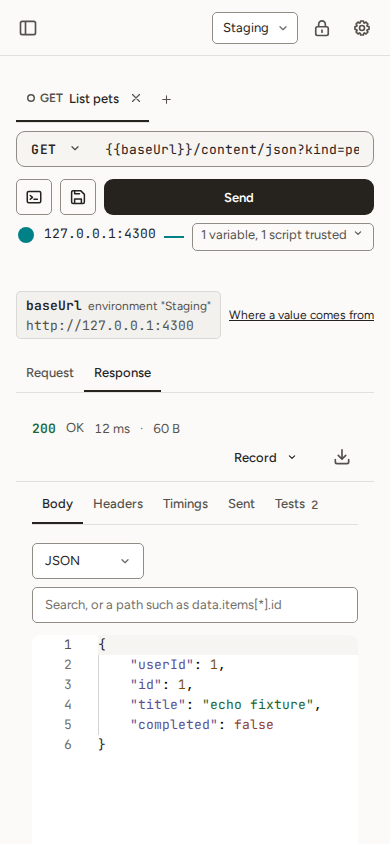 Staging
GET List pets
GET {{baseUrl}}/content/json?kind=pe
Send
127.0.0.1:4300 1 variable, 1 script trusted
baseUrl environment "Staging"
http://127.0.0.1:4300
Where a value comes from
Request Response
200 OK 12 ms · 60 B
Record
Body Headers Timings Sent Tests 2
JSON
Search, or a path such as data.items[*].id
1 {
2 "userId": 1,
3 "id": 1,
4 "title": "echo fixture",
5 "completed": false
6 }